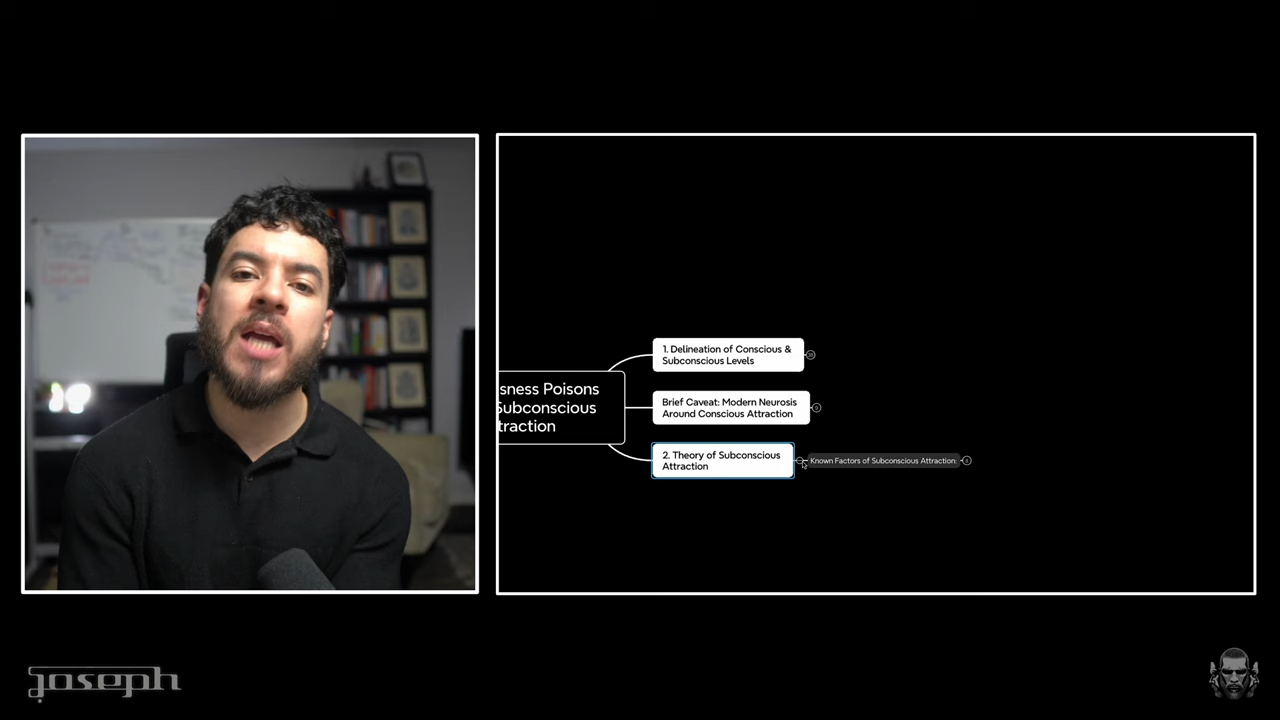 1. Delineation of Conscious &
Subconscious Levels
sness Poisons
Subconscious
traction
Brief Caveat: Modern Neurosis
Around Conscious Attraction
2. Theory of Subconscious
Attraction
Known Factors of Subconscious Attraction:
joseph